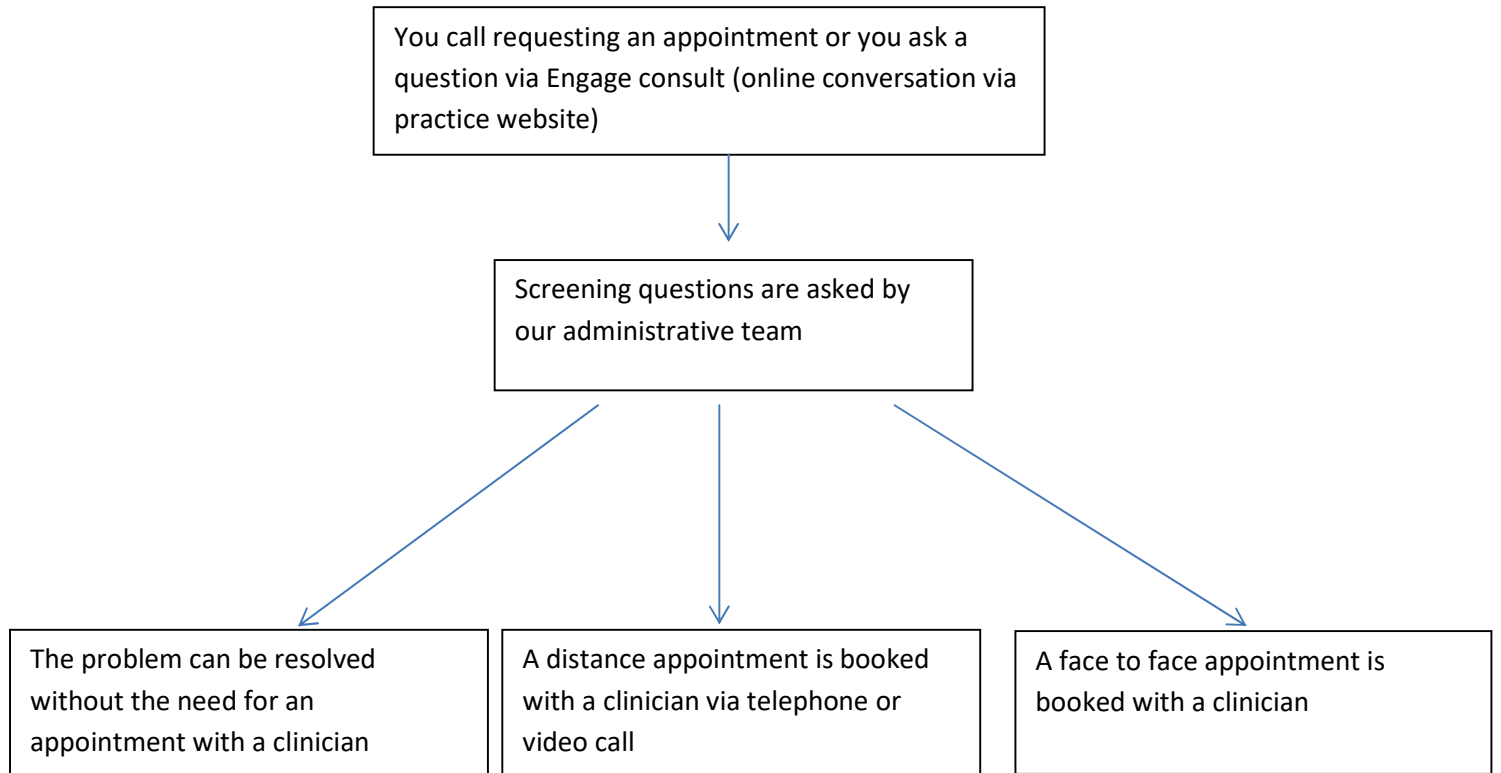 You call requesting an appointment or you ask a
question via Engage consult (online conversation via
practice website)
Screening questions are asked by
our administrative team
The problem can be resolved
without the need for an
appointment with a clinician
A distance appointment is booked
with a clinician via telephone or
video call
A face to face appointment is
booked with a clinician